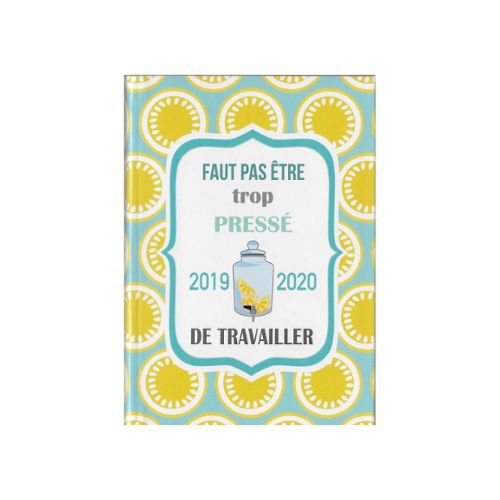 FAUT PAS ÊTRE
trop
PRESSÉ
2019 2020
DE TRAVAILLER